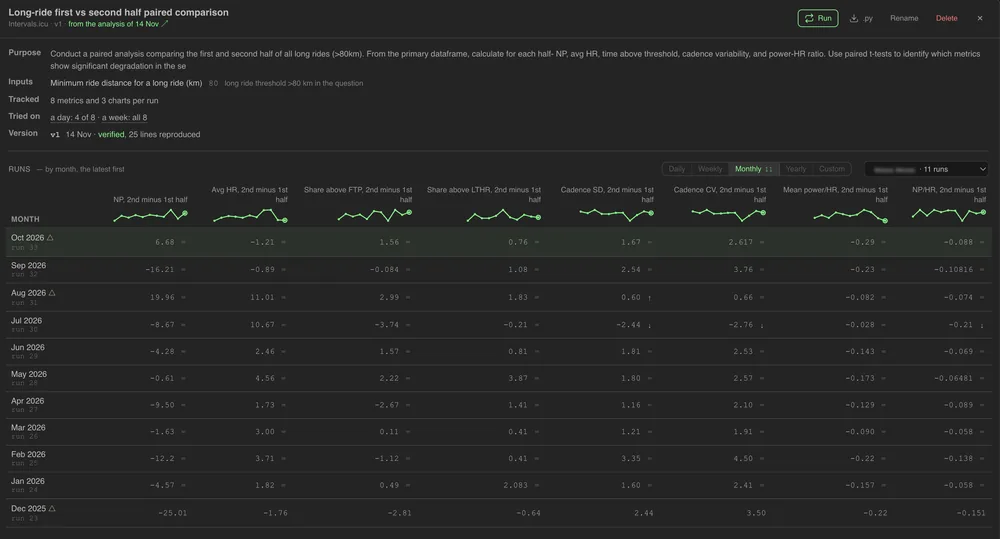 Long-ride first vs second half paired comparison
Intervals.icu · v1 · from the analysis of 14 Nov
Run
.py
Rename
Delete
×
Purpose Conduct a paired analysis comparing the first and second half of all long rides (>80km). From the primary dataframe, calculate for each half- NP, avg HR, time above threshold, cadence variability, and power-HR ratio. Use paired t-tests to identify which metrics
show significant degradation in the se
Inputs Minimum ride distance for a long ride (km) 80 long ride threshold >80 km in the question
Tracked 8 metrics and 3 charts per run
Tried on a day: 4 of 8 · a week: all 8
Version v1 14 Nov · verified, 25 lines reproduced
RUNS — by month, the latest first
Daily Weekly Monthly 11 Yearly Custom
· 11 runs
MONTH
NP, 2nd minus 1st half
Avg HR, 2nd minus 1st half
Share above FTP, 2nd minus 1st half
Share above LTHR, 2nd minus 1st half
Cadence SD, 2nd minus 1st half
Cadence CV, 2nd minus 1st half
Mean power/HR, 2nd minus 1st half
NP/HR, 2nd minus 1st half
Oct 2026 △ 6.68 = -1.21 = 1.56 = 0.76 = 1.67 = 2.617 = -0.29 = -0.088 =
run 33
Sep 2026 -16.21 = -0.89 = -0.084 = 1.08 = 2.54 = 3.76 = -0.23 = -0.10816 =
run 32
Aug 2026 △ 19.96 = 11.01 = 2.99 = 1.83 = 0.60 ↑ 0.66 = -0.082 = -0.074 =
run 31
Jul 2026 -8.67 = 10.67 = -3.74 = -0.21 = -2.44 ↓ -2.76 ↓ -0.028 = -0.21 ↓
run 30
Jun 2026 -4.28 = 2.46 = 1.57 = 0.81 = 1.81 = 2.53 = -0.143 = -0.069 =
run 29
May 2026 -0.61 = 4.56 = 2.22 = 3.87 = 1.80 = 2.57 = -0.173 = -0.06481 =
run 28
Apr 2026 -9.50 = 1.73 = -2.67 = 1.41 = 1.16 = 2.10 = -0.129 = -0.089 =
run 27
Mar 2026 -1.63 = 3.00 = 0.11 = 0.41 = 1.21 = 1.91 = -0.090 = -0.058 =
run 26
Feb 2026 -12.2 = 3.71 = -1.12 = 0.41 = 3.35 = 4.50 = -0.22 = -0.138 =
run 25
Jan 2026 -4.57 = 1.82 = 0.49 = 2.083 = 1.60 = 2.41 = -0.157 = -0.058 =
run 24
Dec 2025 △ -25.01 -1.76 -2.81 -0.64 2.44 3.50 -0.22 -0.151
run 23